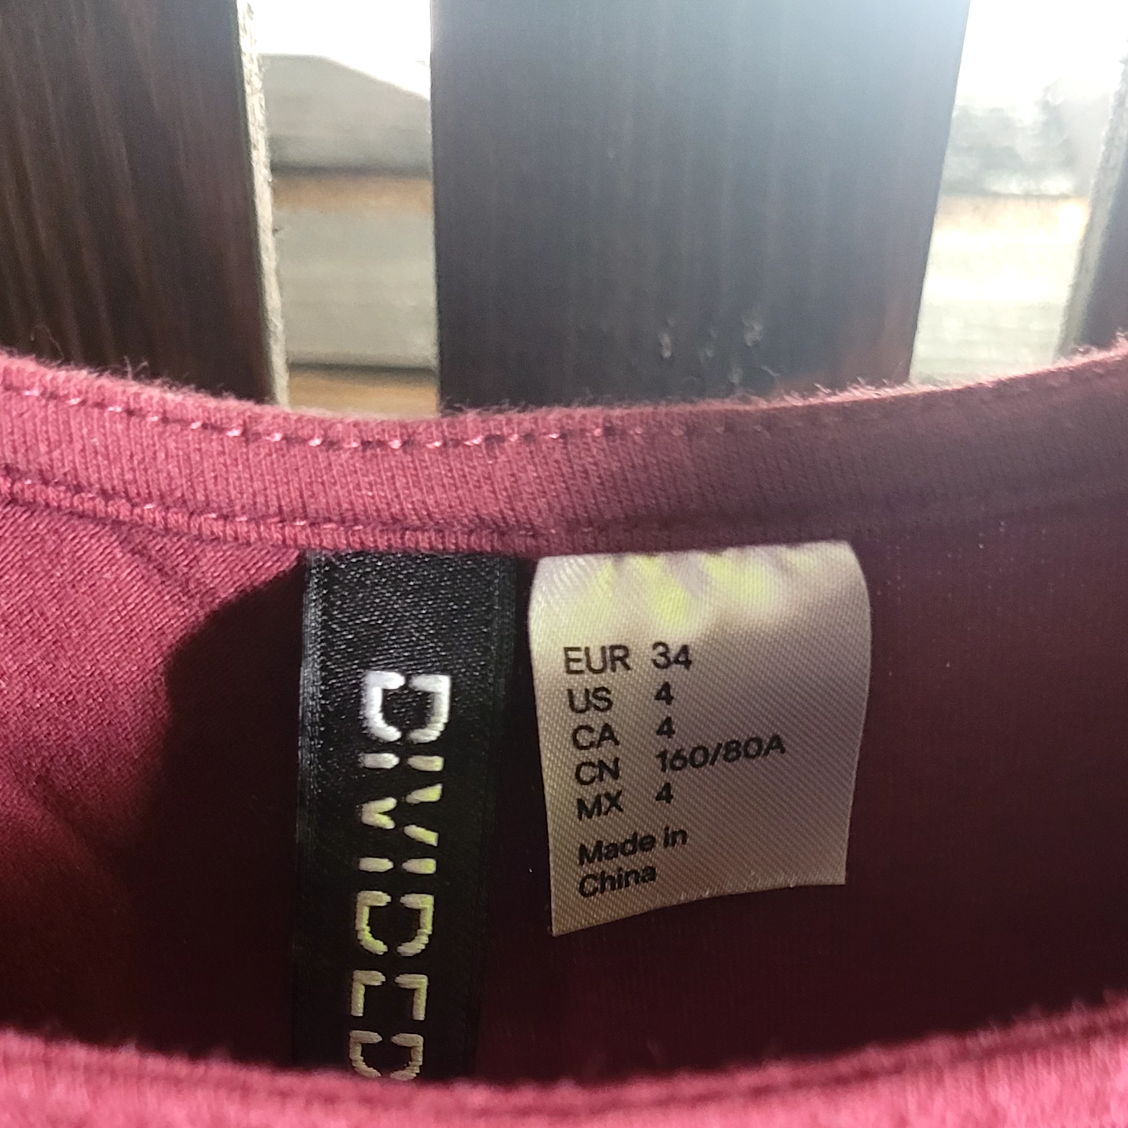 DIVIDED
EUR 34
US 4
CA 4
CN 160/80A
MX 4
Made in
China